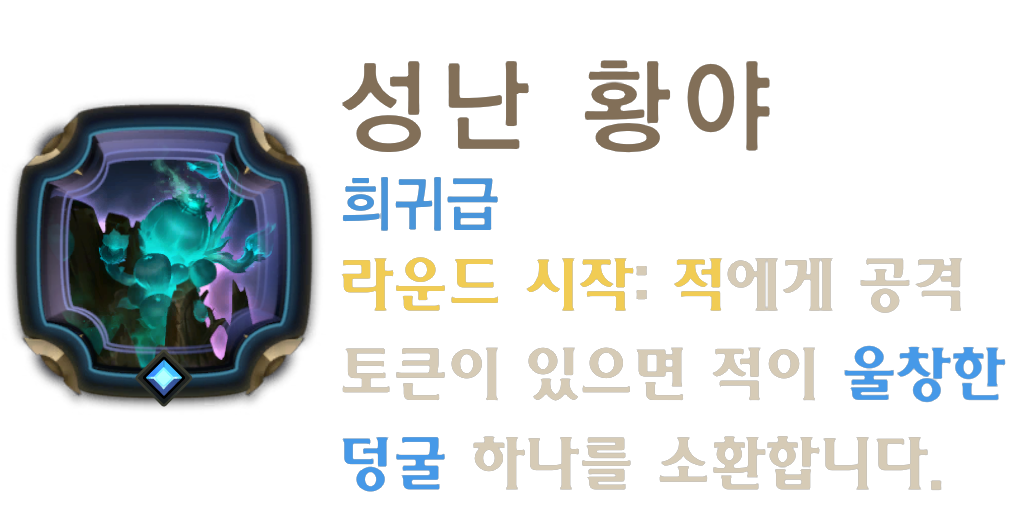 성난 황야
희귀급
라운드 시작: 적에게 공격
토큰이 있으면 적이 울창한
덩굴 하나를 소환합니다.